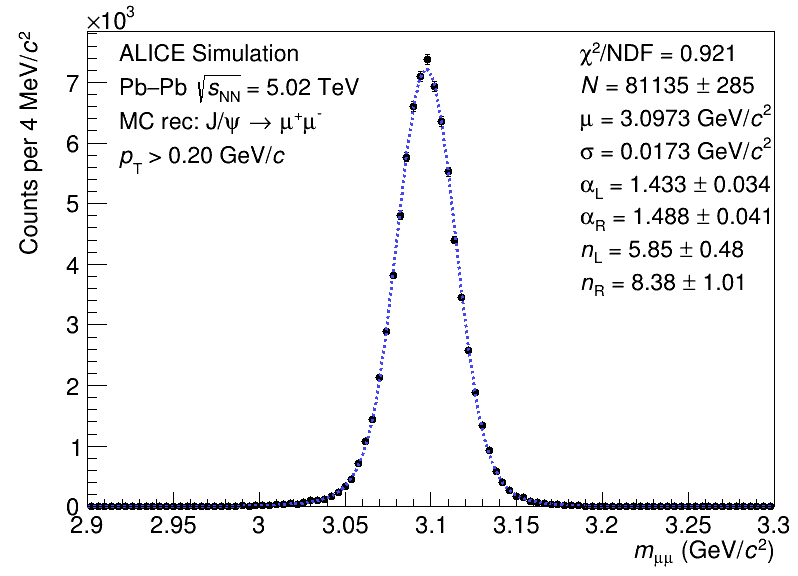 ×10³
Counts per 4 MeV/c²
ALICE Simulation
Pb–Pb √sNN = 5.02 TeV
MC rec: J/ψ → μ⁺μ⁻
pT > 0.20 GeV/c
χ²/NDF = 0.921
N = 81135 ± 285
μ = 3.0973 GeV/c²
σ = 0.0173 GeV/c²
αL = 1.433 ± 0.034
αR = 1.488 ± 0.041
nL = 5.85 ± 0.48
nR = 8.38 ± 1.01
7
6
5
4
3
2
1
0
2.9 2.95 3 3.05 3.1 3.15 3.2 3.25 3.3
mμμ (GeV/c²)